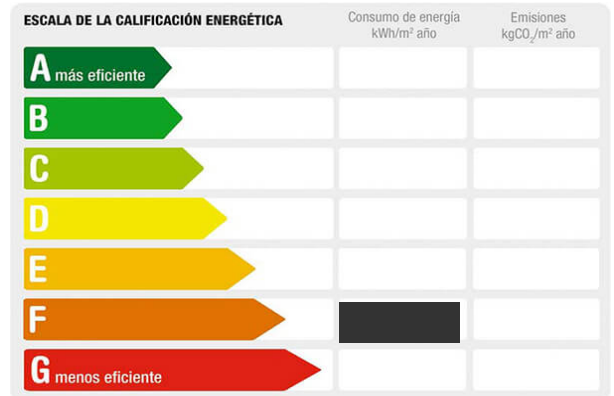 ESCALA DE LA CALIFICACIÓN ENERGÉTICA
Consumo de energía
kWh/m² año
Emisiones
kgCO₂/m² año
A más eficiente
B
C
D
E
F
G menos eficiente